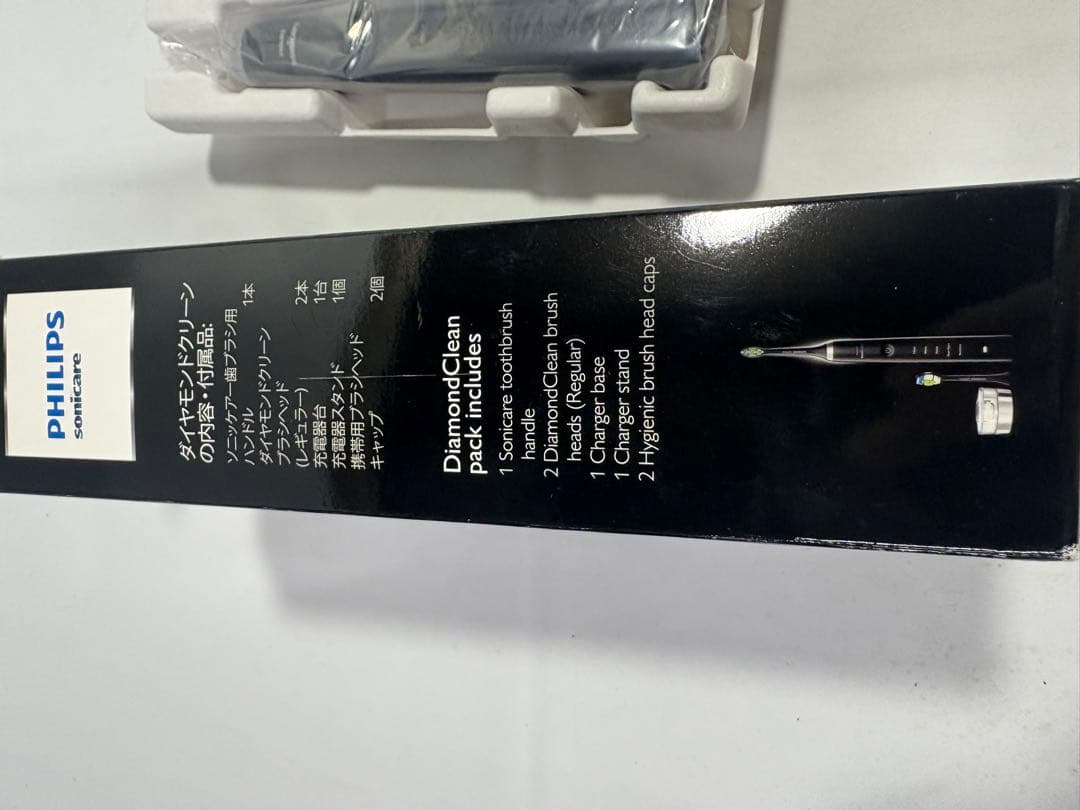 PHILIPS
sonicare
ダイヤモンドクリーン
の内容・付属品:
ソニッケアー 歯ブラシ用
ハンドル 1本
ダイヤモンドクリーン
ブラシヘッド
(レギュラー) 2本
充電器台 1台
充電器スタンド 1個
携帯用ブラシヘッド
キャップ 2個
DiamondClean
pack includes
1 Sonicare toothbrush
handle
2 DiamondClean brush
heads (Regular)
1 Charger base
1 Charger stand
2 Hygienic brush head caps